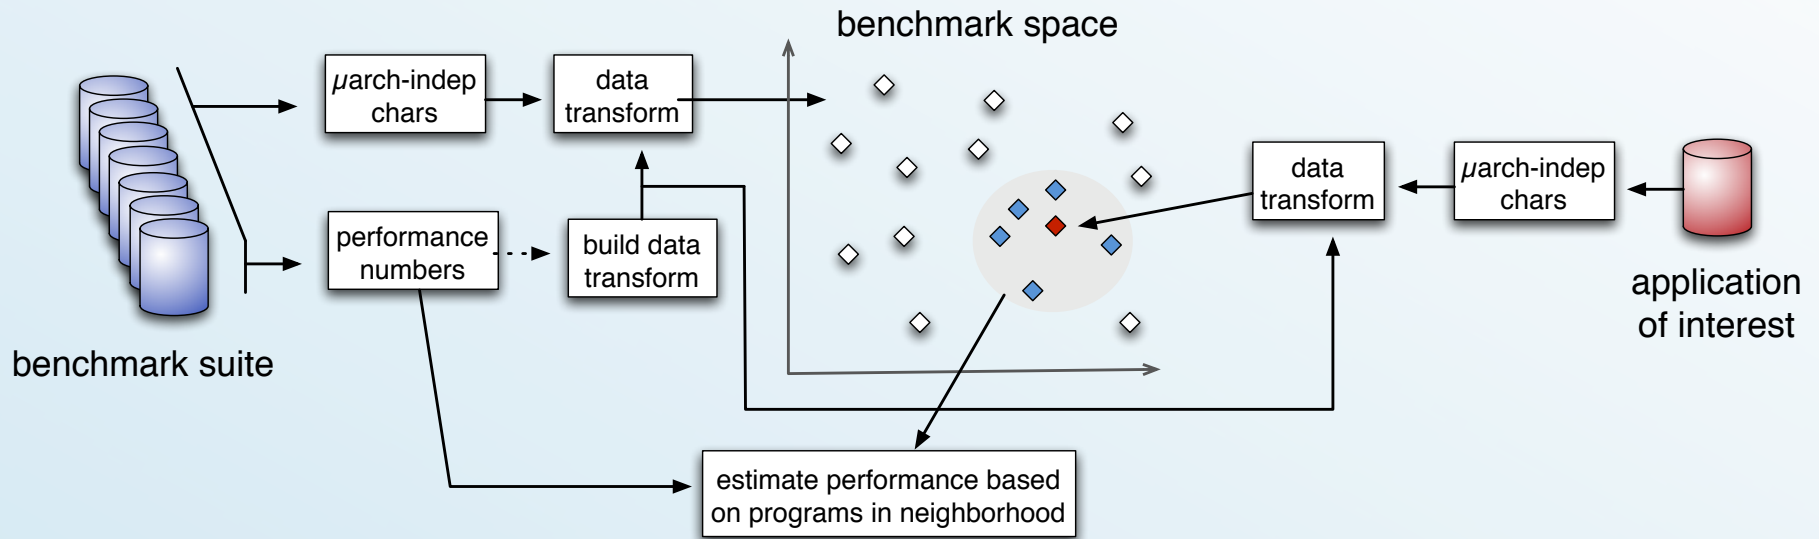 benchmark space
µarch-indep
chars
data
transform
data
transform
µarch-indep
chars
performance
numbers
build data
transform
application
of interest
benchmark suite
estimate performance based
on programs in neighborhood